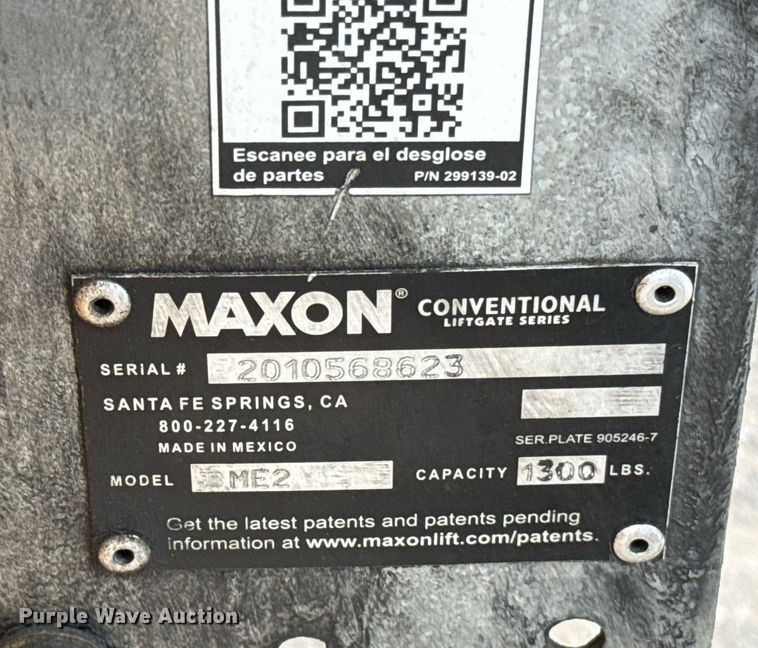 Escanee para el desglose
de partes P/N 299139-02
MAXON® CONVENTIONAL
LIFTGATE SERIES
SERIAL # 2010568623
SANTA FE SPRINGS, CA
800-227-4116
MADE IN MEXICO SER.PLATE 905246-7
MODEL ME2 CAPACITY 1300 LBS.
Get the latest patents and patents pending
information at www.maxonlift.com/patents.
Purple Wave Auction